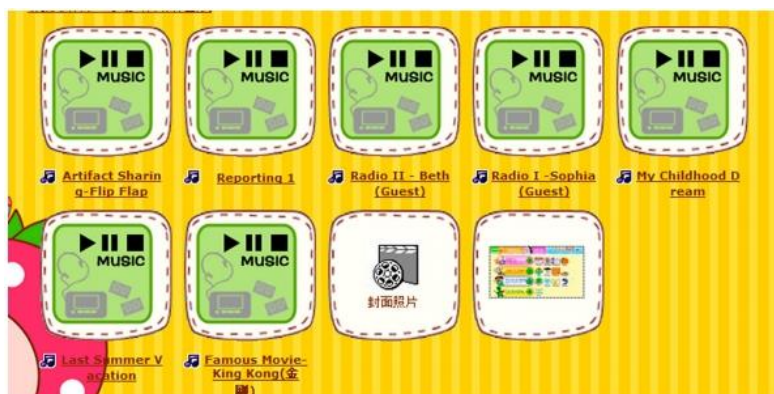 MUSIC
MUSIC
MUSIC
MUSIC
MUSIC
Artifact Sharin
g-Flip Flap
Reporting 1
Radio II - Beth
(Guest)
Radio I -Sophia
(Guest)
My Childhood D
ream
MUSIC
MUSIC
封面照片
Last Summer V
acation
Famous Movie-
King Kong(金
剛)